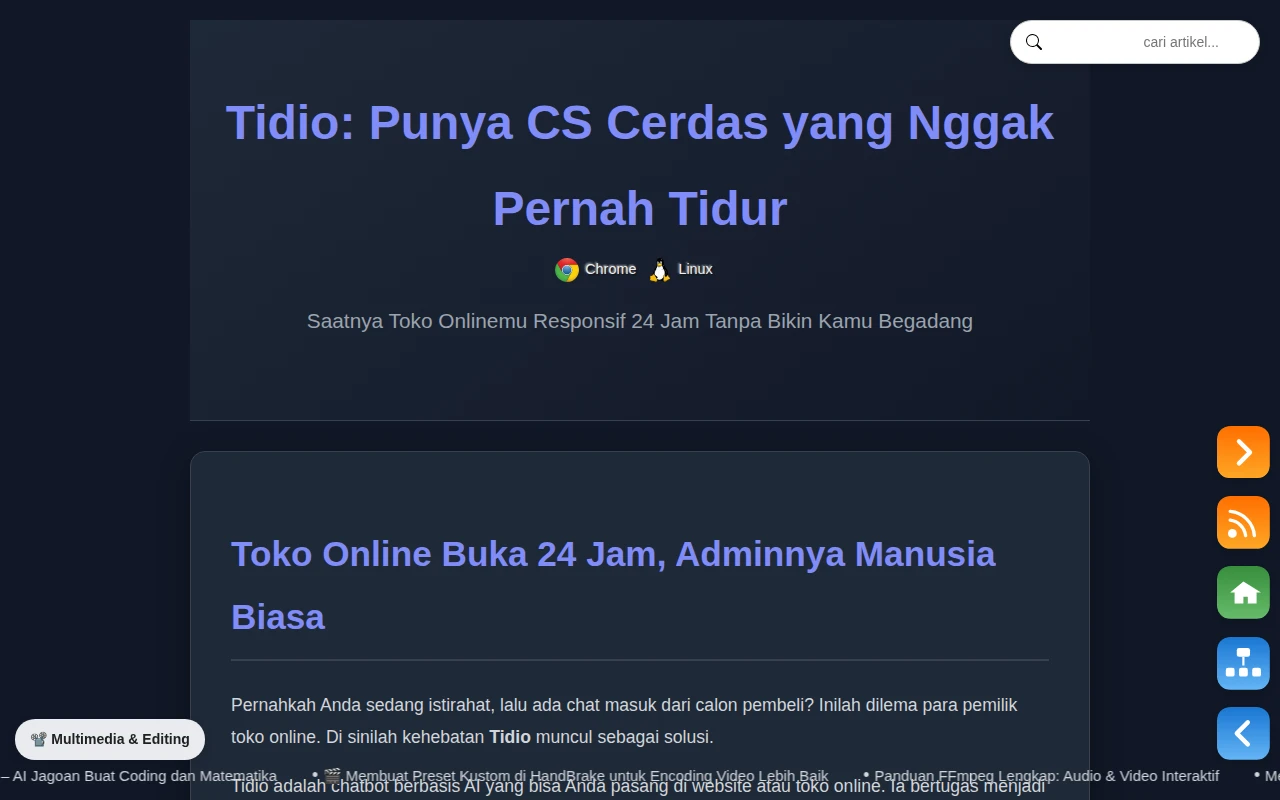 cari artikel...
Tidio: Punya CS Cerdas yang Nggak
Pernah Tidur
Chrome Linux
Saatnya Toko Onlinemu Responsif 24 Jam Tanpa Bikin Kamu Begadang
Toko Online Buka 24 Jam, Adminnya Manusia
Biasa
Pernahkah Anda sedang istirahat, lalu ada chat masuk dari calon pembeli? Inilah dilema para pemilik
toko online. Di sinilah kehebatan Tidio muncul sebagai solusi.
📽️ Multimedia & Editing
– AI Jagoan Buat Coding dan Matematika • 🎬 Membuat Preset Kustom di HandBrake untuk Encoding Video Lebih Baik • Panduan FFmpeg Lengkap: Audio & Video Interaktif •
Tidio adalah chatbot berbasis AI yang bisa Anda pasang di website atau toko online. Ia bertugas menjadi